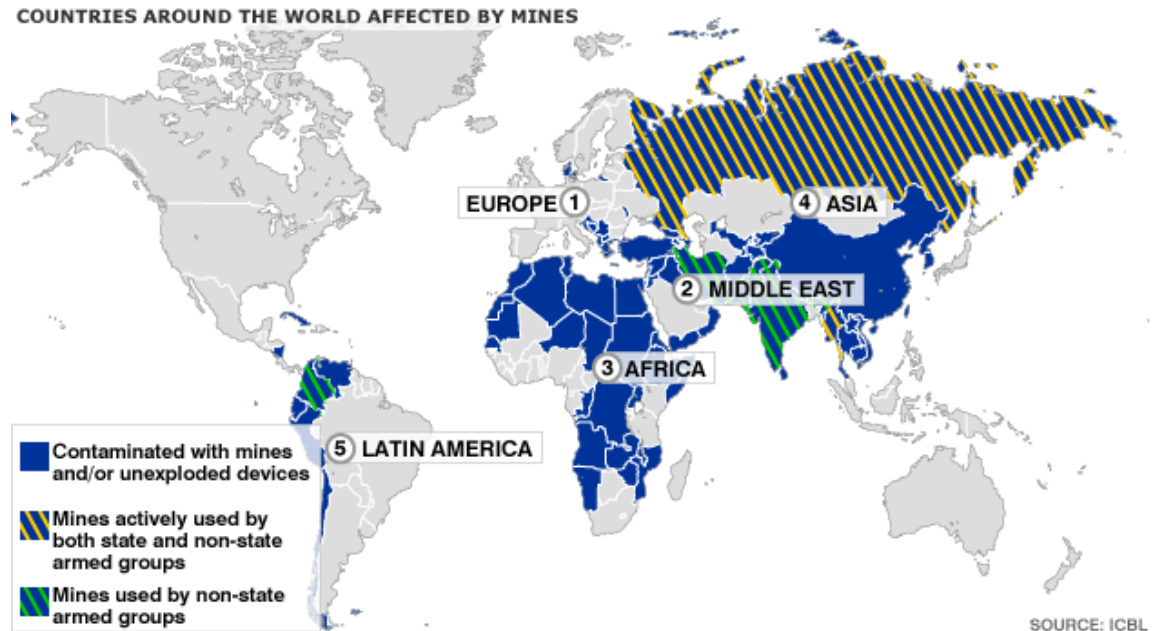 COUNTRIES AROUND THE WORLD AFFECTED BY MINES
EUROPE 1
4 ASIA
2 MIDDLE EAST
3 AFRICA
5 LATIN AMERICA
Contaminated with mines
and/or unexploded devices
Mines actively used by
both state and non-state
armed groups
Mines used by non-state
armed groups
SOURCE: ICBL